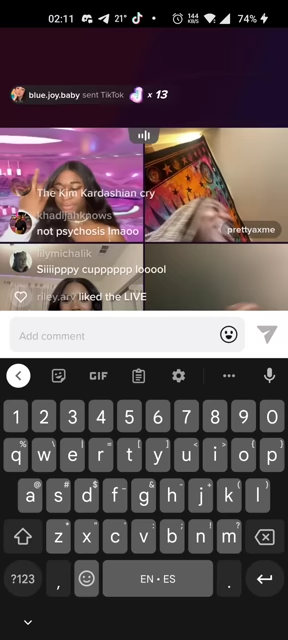 02:11
21°
144
KB/S
74%
blue.joy.baby sent TikTok x 13
The Kim Kardashian cry
khadijahknows
not psychosis lmaoo
prettyaxme
lilymichalik
Siiiipppy cupppppp looool
riley.arv liked the LIVE
Add comment
GIF
1 2 3 4 5 6 7 8 9 0
q w e r t y u i o p
a s d f g h j k l
z x c v b n m
?123 , EN • ES .